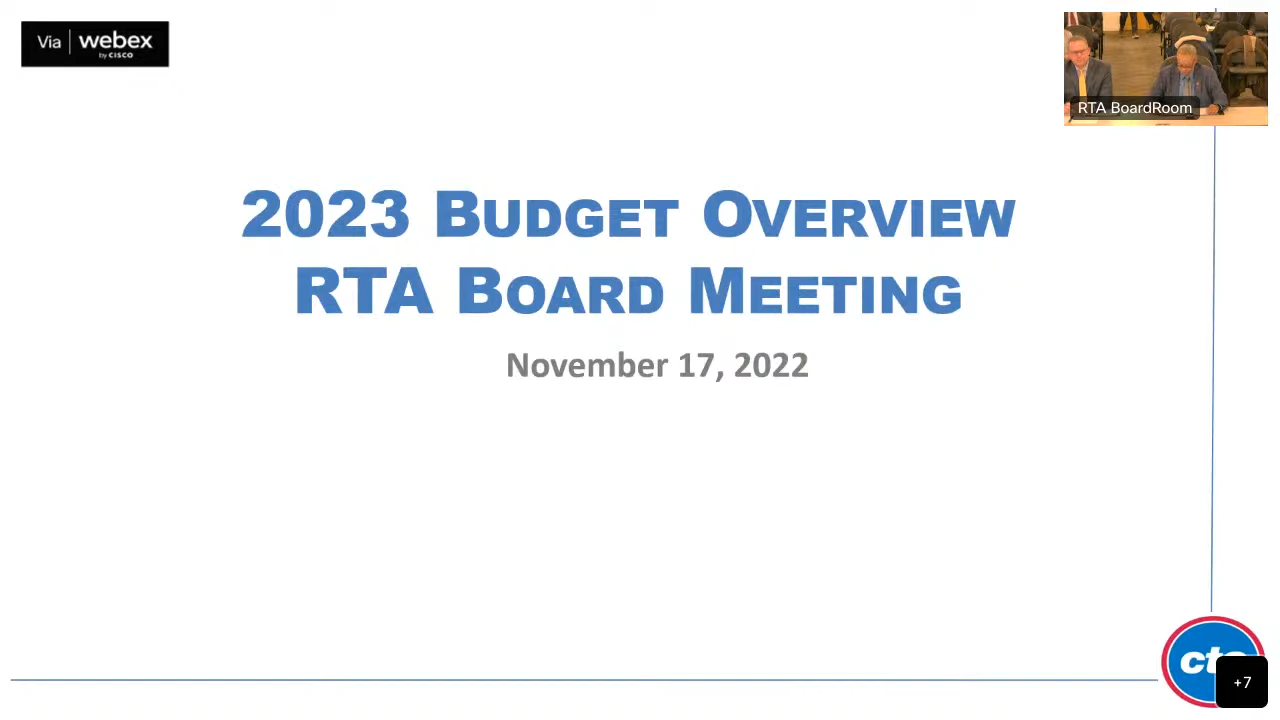 Via webex
by CISCO
RTA BoardRoom
2023 BUDGET OVERVIEW
RTA BOARD MEETING
November 17, 2022
+7